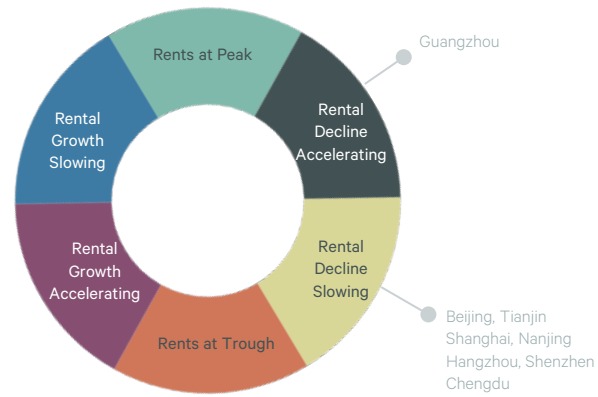 Rents at Peak
Guangzhou
Rental
Decline
Accelerating
Rental
Growth
Slowing
Rental
Decline
Slowing
Rental
Growth
Accelerating
Rents at Trough
Beijing, Tianjin
Shanghai, Nanjing
Hangzhou, Shenzhen
Chengdu